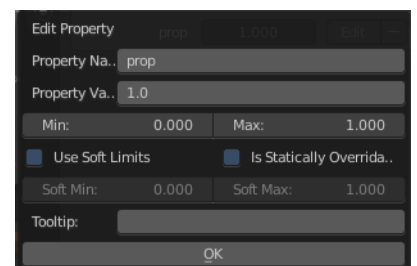 Edit Property
prop 1.000 Edit
Property Na.. prop
Property Va.. 1.0
Min: 0.000 Max: 1.000
Use Soft Limits Is Statically Overrida..
Soft Min: 0.000 Soft Max: 1.000
Tooltip:
OK